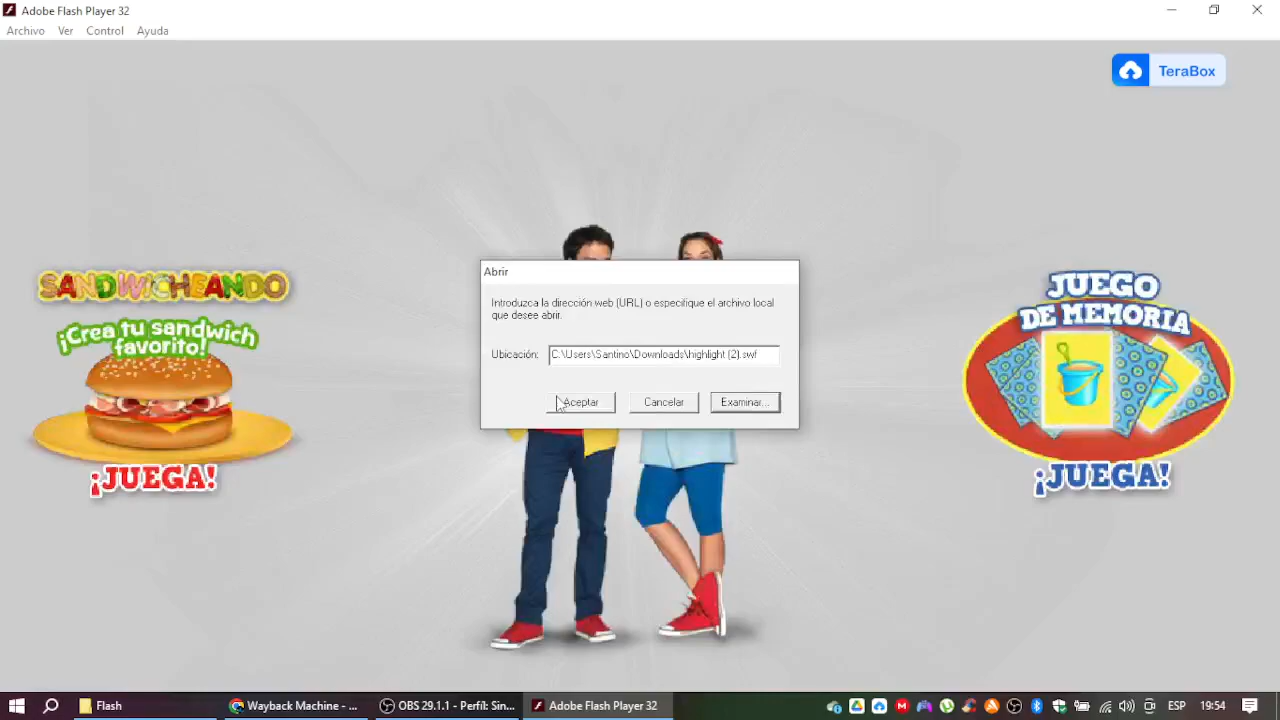 Adobe Flash Player 32
Archivo Ver Control Ayuda
TeraBox
SANDWICHEANDO
¡Crea tu sandwich
favorito!
¡JUEGA!
Abrir
Introduzca la dirección web (URL) o especifique el archivo local
que desee abrir.
Ubicación: C:\Users\Santino\Downloads\highlight (2).swf
Aceptar Cancelar Examinar...
JUEGO
DE MEMORIA
¡JUEGA!
Flash Wayback Machine - ... OBS 29.1.1 - Perfil: Sin... Adobe Flash Player 32 ESP 19:54